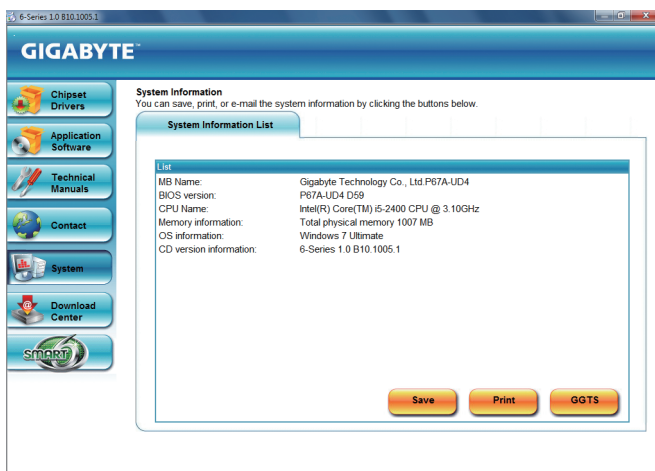 6-Series 1.0 B10.1005.1
GIGABYTE™
Chipset
Drivers
Application
Software
Technical
Manuals
Contact
System
Download
Center
SMART 6
System Information
You can save, print, or e-mail the system information by clicking the buttons below.
System Information List
List
MB Name: Gigabyte Technology Co., Ltd.P67A-UD4
BIOS version: P67A-UD4 D59
CPU Name: Intel(R) Core(TM) i5-2400 CPU @ 3.10GHz
Memory information: Total physical memory 1007 MB
OS information: Windows 7 Ultimate
CD version information: 6-Series 1.0 B10.1005.1
Save Print GGTS